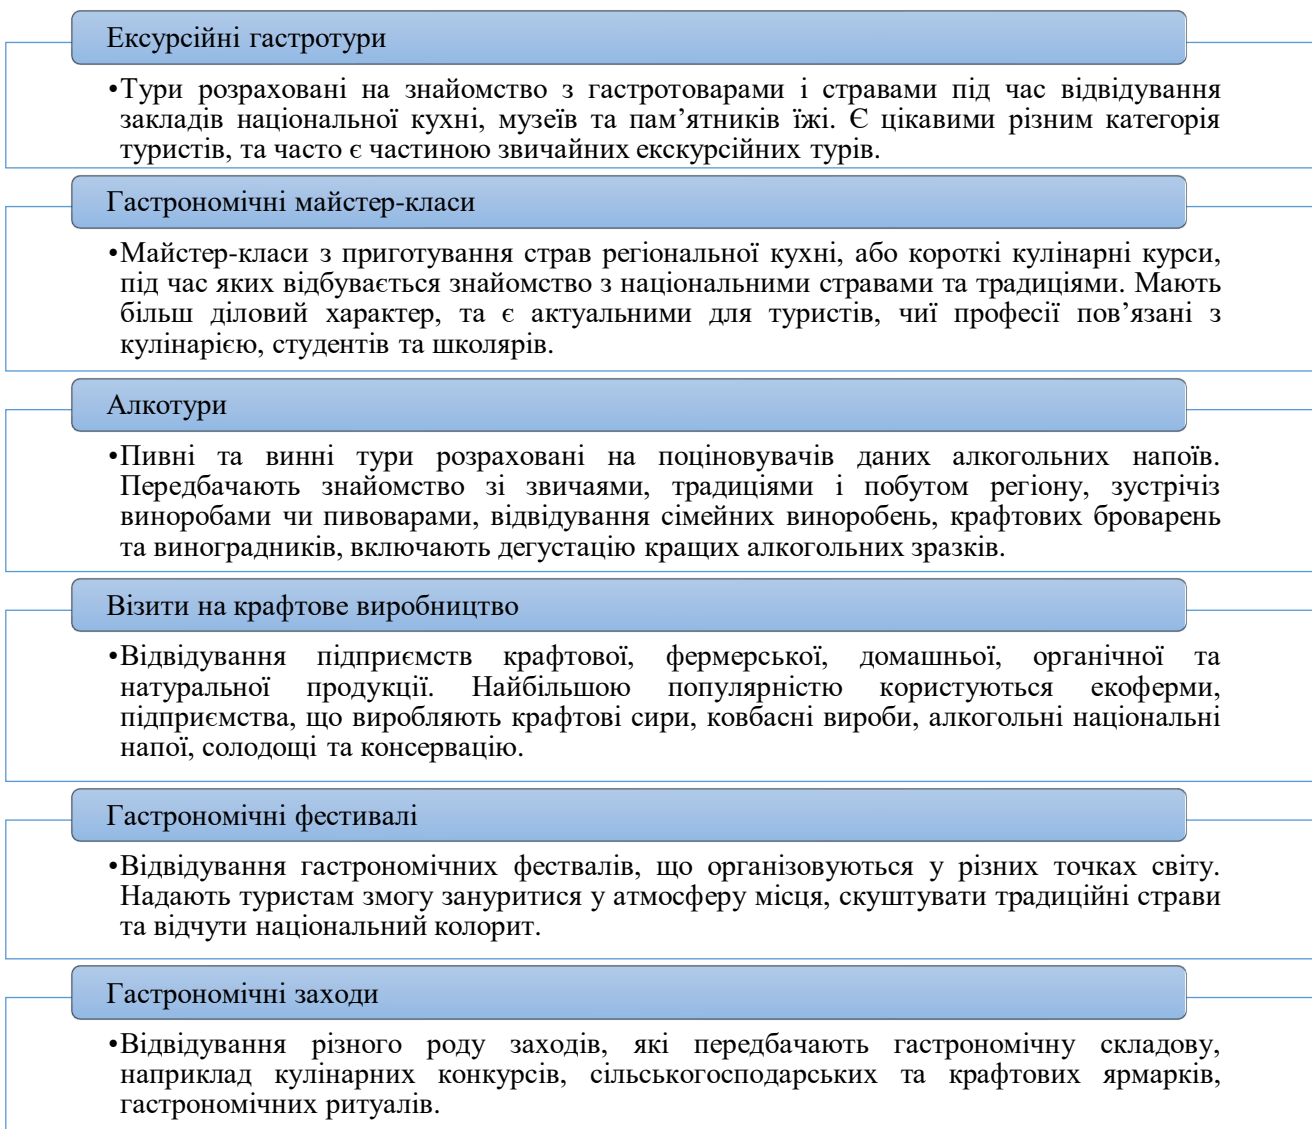 Ексурсійні гастротури
•Тури розраховані на знайомство з гастротоварами і стравами під час відвідування
закладів національної кухні, музеїв та пам’ятників їжі. Є цікавими різним категорія
туристів, та часто є частиною звичайних екскурсійних турів.
Гастрономічні майстер-класи
•Майстер-класи з приготування страв регіональної кухні, або короткі кулінарні курси,
під час яких відбувається знайомство з національними стравами та традиціями. Мають
більш діловий характер, та є актуальними для туристів, чиї професії пов’язані з
кулінарією, студентів та школярів.
Алкотури
•Пивні та винні тури розраховані на поціновувачів даних алкогольних напоїв.
Передбачають знайомство зі звичаями, традиціями і побутом регіону, зустрічіз
виноробами чи пивоварами, відвідування сімейних виноробень, крафтових броварень
та виноградників, включають дегустацію кращих алкогольних зразків.
Візити на крафтове виробництво
•Відвідування підприємств крафтової, фермерської, домашньої, органічної та
натуральної продукції. Найбільшою популярністю користуються екоферми,
підприємства, що виробляють крафтові сири, ковбасні вироби, алкогольні національні
напої, солодощі та консервацію.
Гастрономічні фестивалі
•Відвідування гастрономічних фествалів, що організовуються у різних точках світу.
Надають туристам змогу зануритися у атмосферу місця, скуштувати традиційні страви
та відчути національний колорит.
Гастрономічні заходи
•Відвідування різного роду заходів, які передбачають гастрономічну складову,
наприклад кулінарних конкурсів, сільськогосподарських та крафтових ярмарків,
гастрономічних ритуалів.